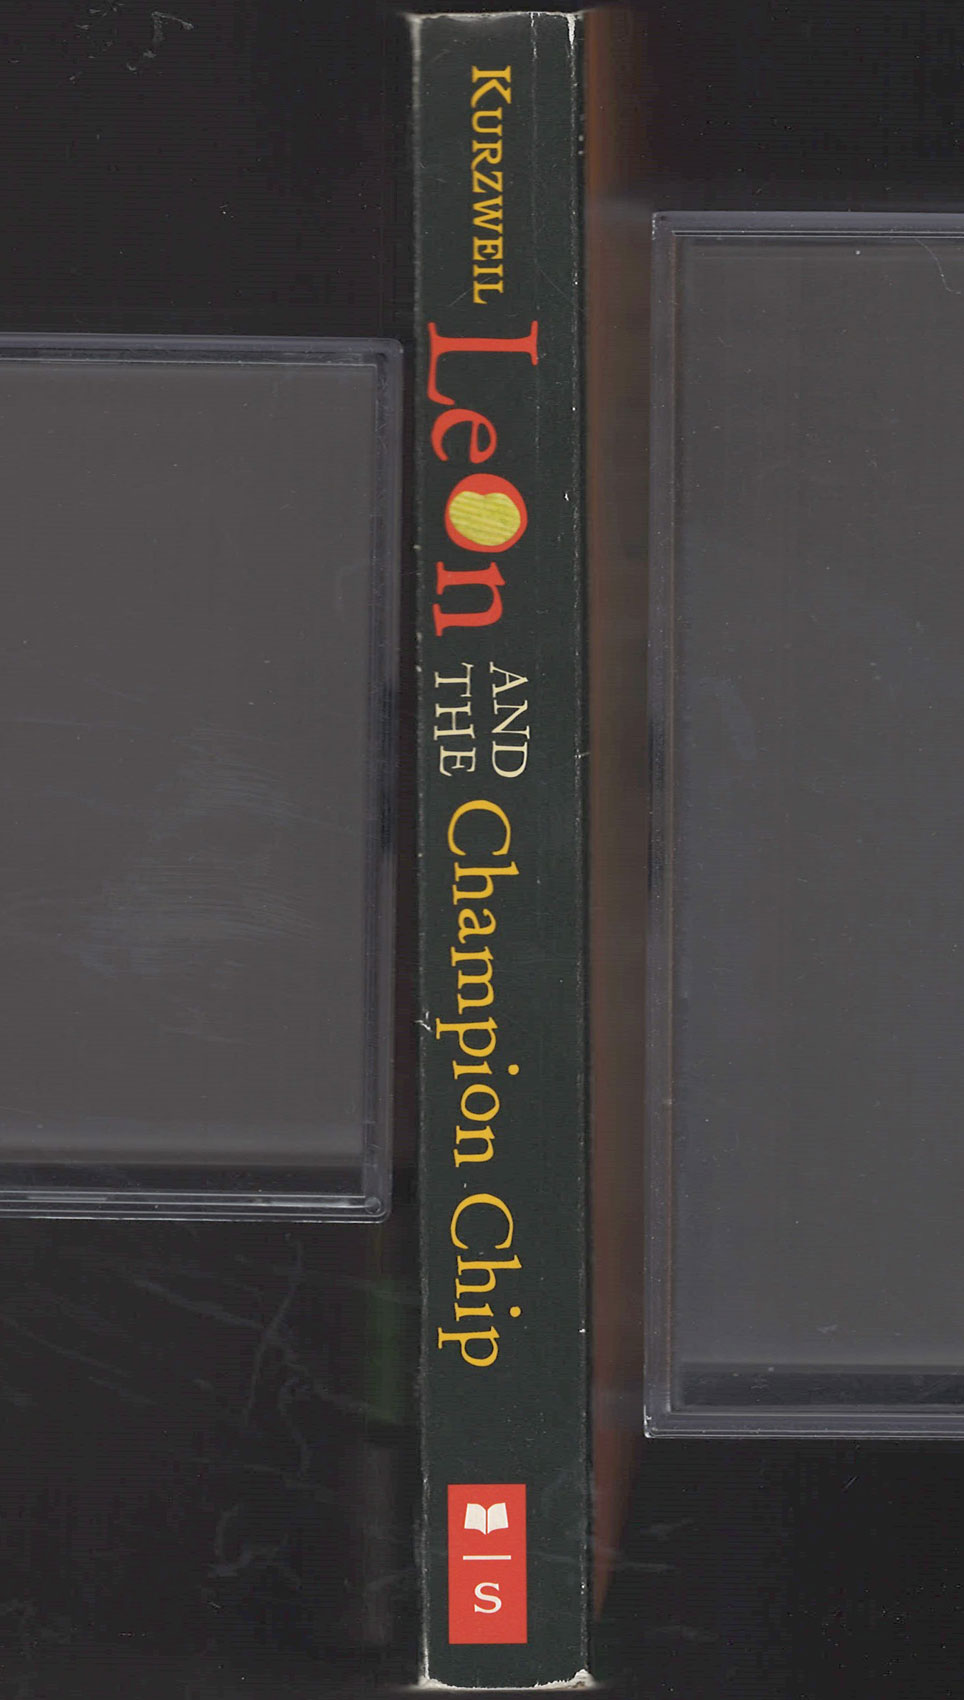 KURZWEIL
Leon
AND
THE
Champion Chip
S